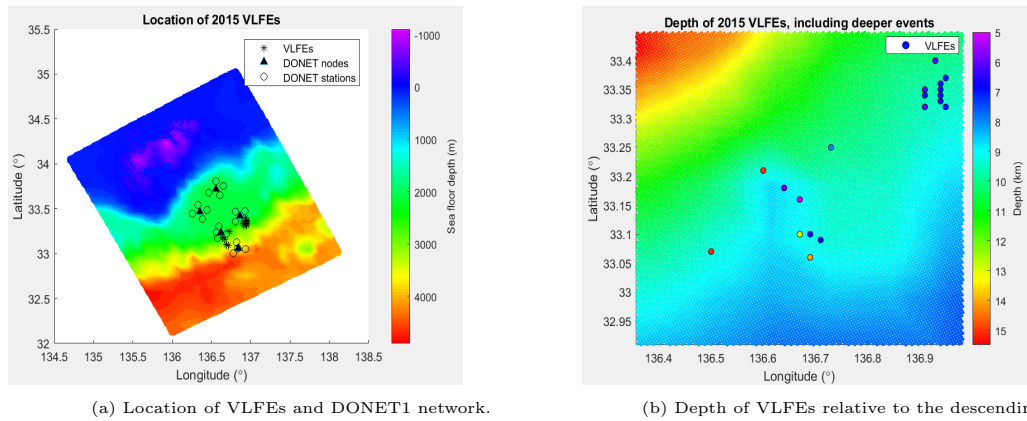 Location of 2015 VLFEs
35.5
35
34.5
34
33.5
33
32.5
32
134.5 135 135.5 136 136.5 137 137.5 138 138.5
Latitude (°)
Longitude (°)
VLFEs
DONET nodes
DONET stations
-1000
0
1000
2000
3000
4000
Sea floor depth (m)
(a) Location of VLFEs and DONET1 network.
Depth of 2015 VLFEs, including deeper events
33.4
33.35
33.3
33.25
33.2
33.15
33.1
33.05
33
32.95
136.4 136.5 136.6 136.7 136.8 136.9
Latitude (°)
Longitude (°)
VLFEs
5
6
7
8
9
10
11
12
13
14
15
Depth (km)
(b) Depth of VLFEs relative to the descendin